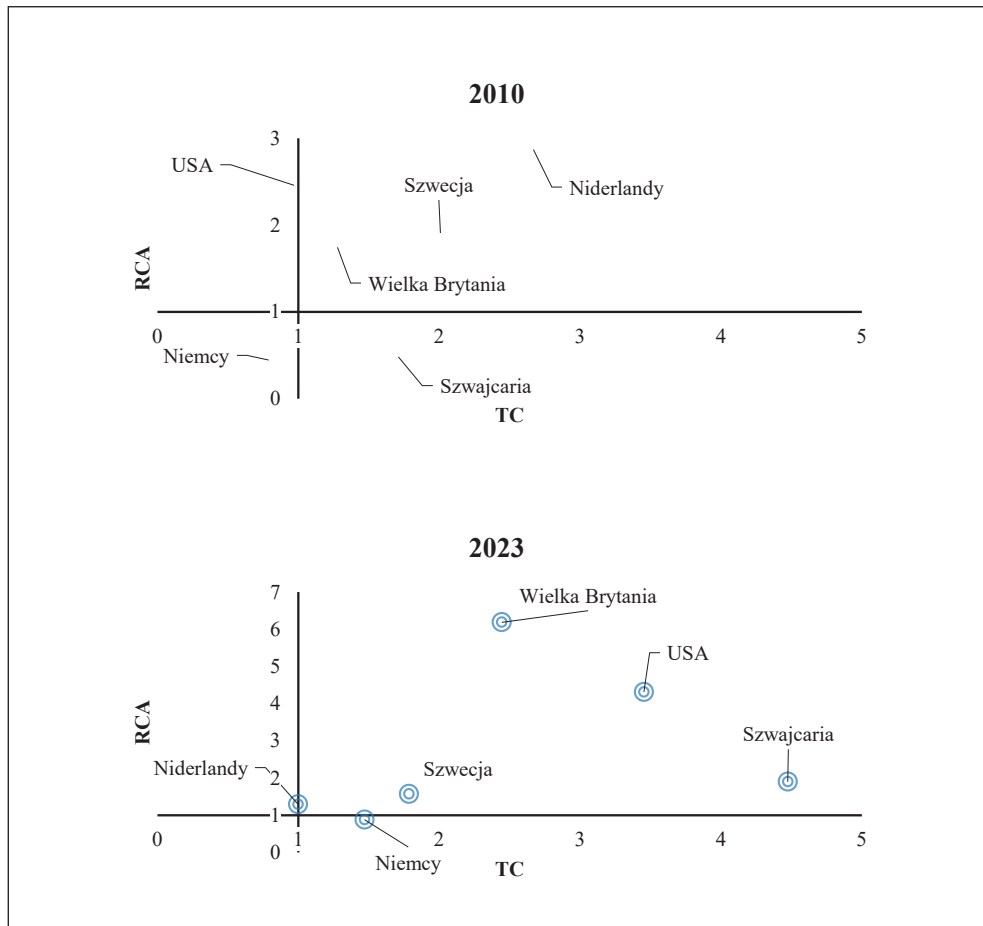 2010
3
USA
Szwecja
Niderlandy
2
RCA
Wielka Brytania
1
0 1 2 3 4 5
Niemcy
Szwajcaria
0
TC
2023
7
Wielka Brytania
6
5
USA
4
RCA
3
Szwajcaria
Niderlandy
Szwecja
2
1
0 1 2 3 4 5
0
Niemcy
TC